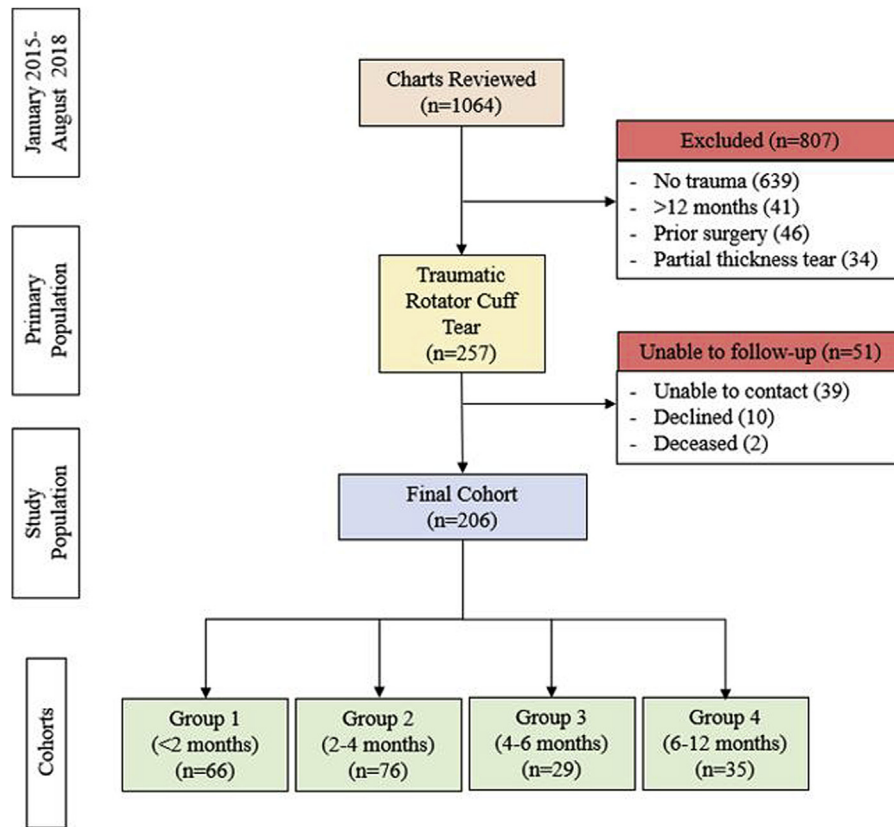 January 2015-
August 2018
Charts Reviewed
(n=1064)
Excluded (n=807)
- No trauma (639)
- >12 months (41)
- Prior surgery (46)
- Partial thickness tear (34)
Primary
Population
Traumatic
Rotator Cuff
Tear
(n=257)
Unable to follow-up (n=51)
- Unable to contact (39)
- Declined (10)
- Deceased (2)
Study
Population
Final Cohort
(n=206)
Cohorts
Group 1
(<2 months)
(n=66)
Group 2
(2-4 months)
(n=76)
Group 3
(4-6 months)
(n=29)
Group 4
(6-12 months)
(n=35)